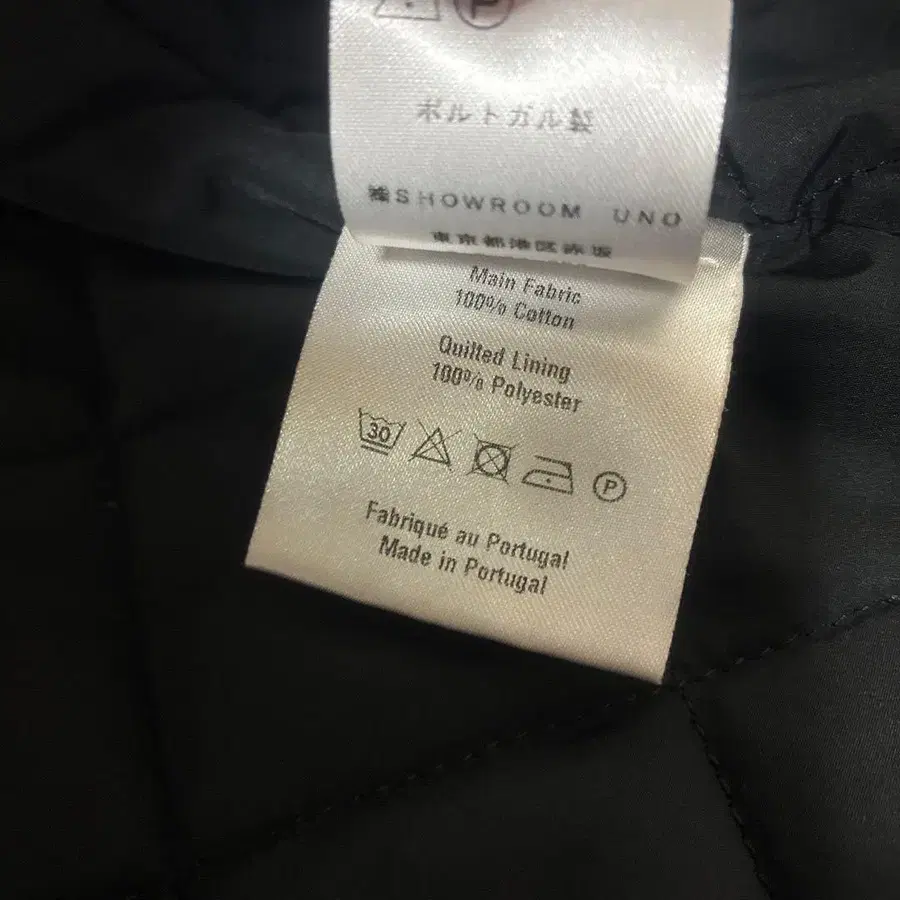 P
ポルトガル製
㈱SHOWROOM UNO
東京都港区赤坂
Main Fabric
100% Cotton
Quilted Lining
100% Polyester
30
P
Fabriqué au Portugal
Made in Portugal